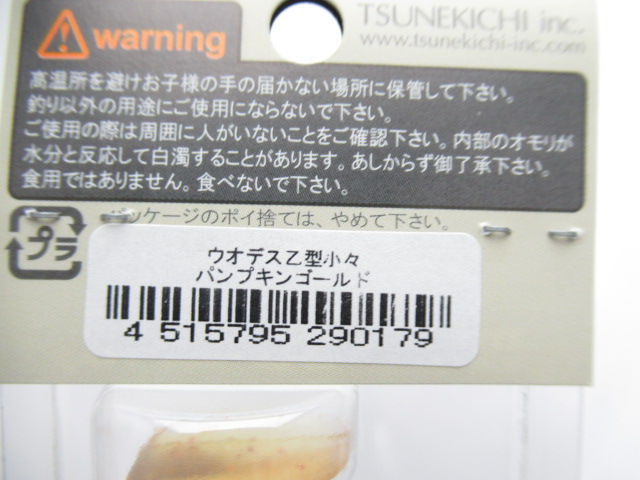 TSUNEKICHI inc.
www.tsunekichi-inc.com
warning
高温所を避けお子様の手の届かない場所に保管して下さい。
釣り以外の用途にご使用にならないで下さい。
ご使用の際は周囲に人がいないことをご確認下さい。内部のオモリが
水分と反応して白濁することがあります。あしからず御了承下さい。
食用ではありません。食べないで下さい。
パッケージのポイ捨ては、やめて下さい。
プラ
ウオデス乙型小々
パンプキンゴールド
4 515795 290179